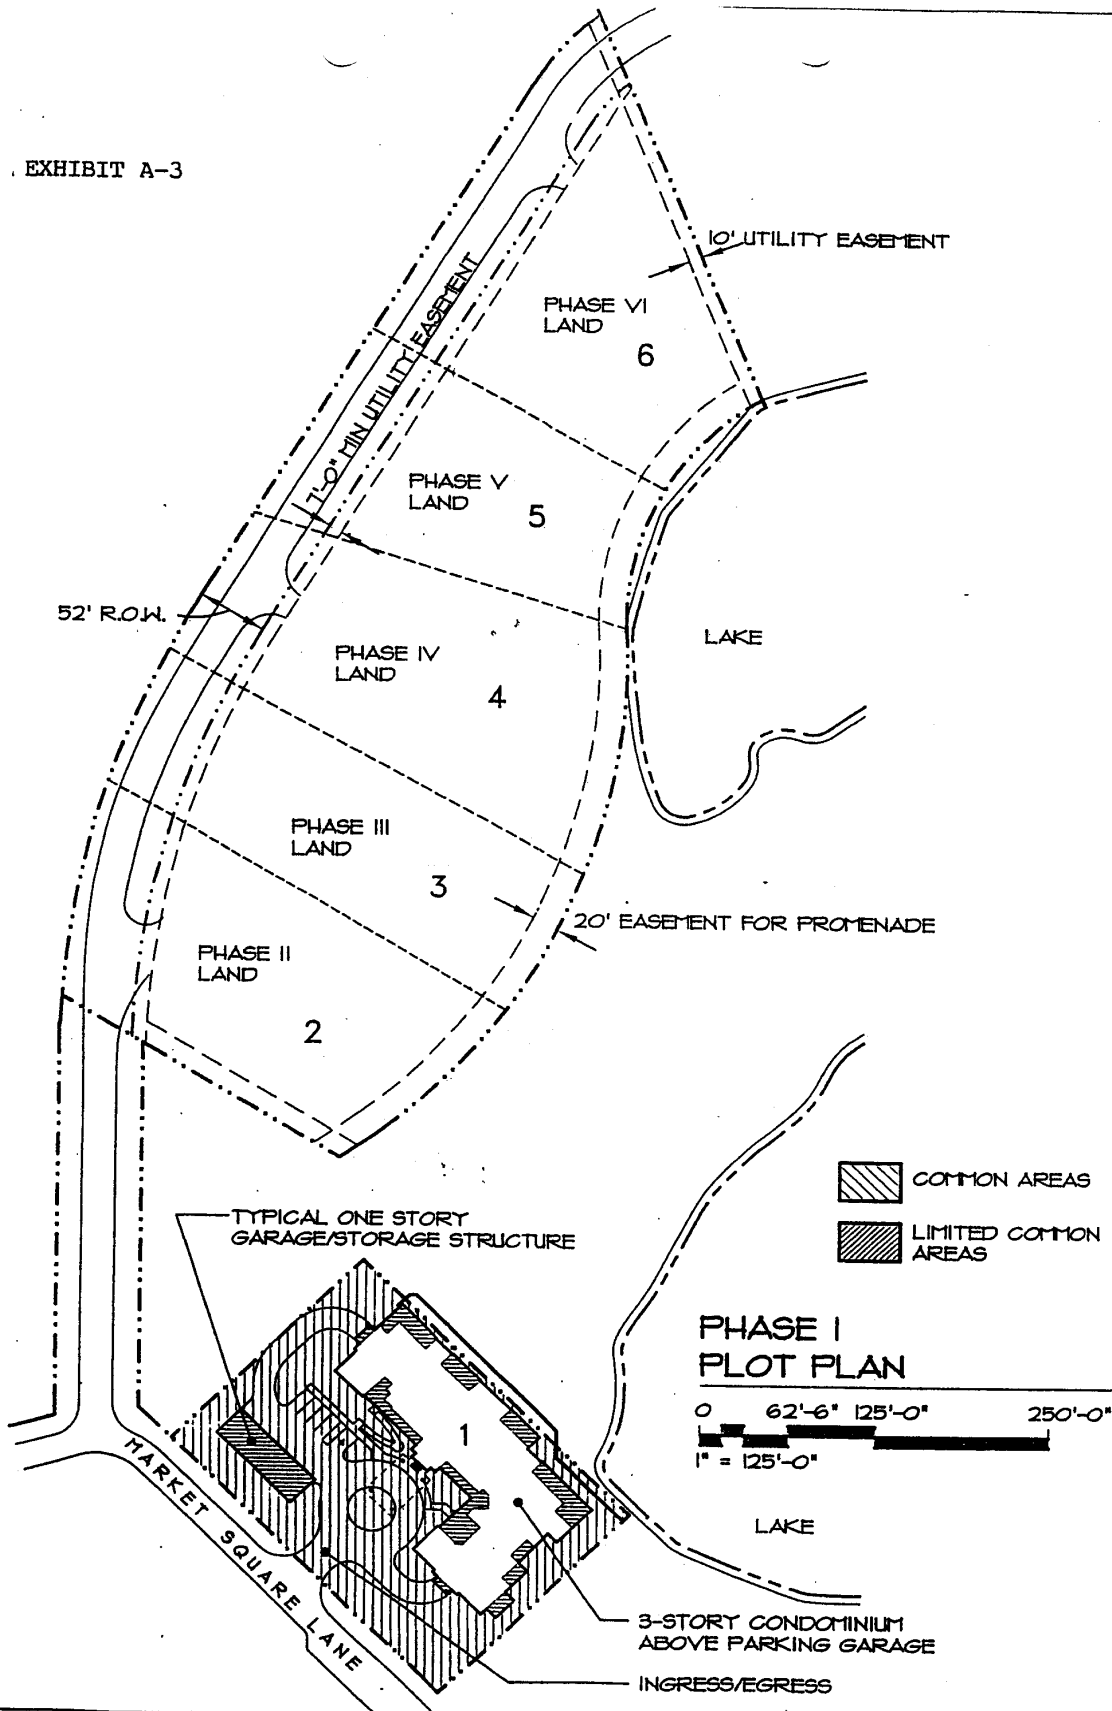 EXHIBIT A-3
10' UTILITY EASEMENT
PHASE VI
LAND
6
7'-0" MIN UTILITY EASEMENT
PHASE V
LAND
5
52' R.O.W.
PHASE IV
LAND
4
LAKE
PHASE III
LAND
3
20' EASEMENT FOR PROMENADE
PHASE II
LAND
2
COMMON AREAS
TYPICAL ONE STORY
GARAGE/STORAGE STRUCTURE
LIMITED COMMON
AREAS
PHASE I
PLOT PLAN
0 62'-6" 125'-0" 250'-0"
1" = 125'-0"
1
MARKET SQUARE LANE
LAKE
3-STORY CONDOMINIUM
ABOVE PARKING GARAGE
INGRESS/EGRESS